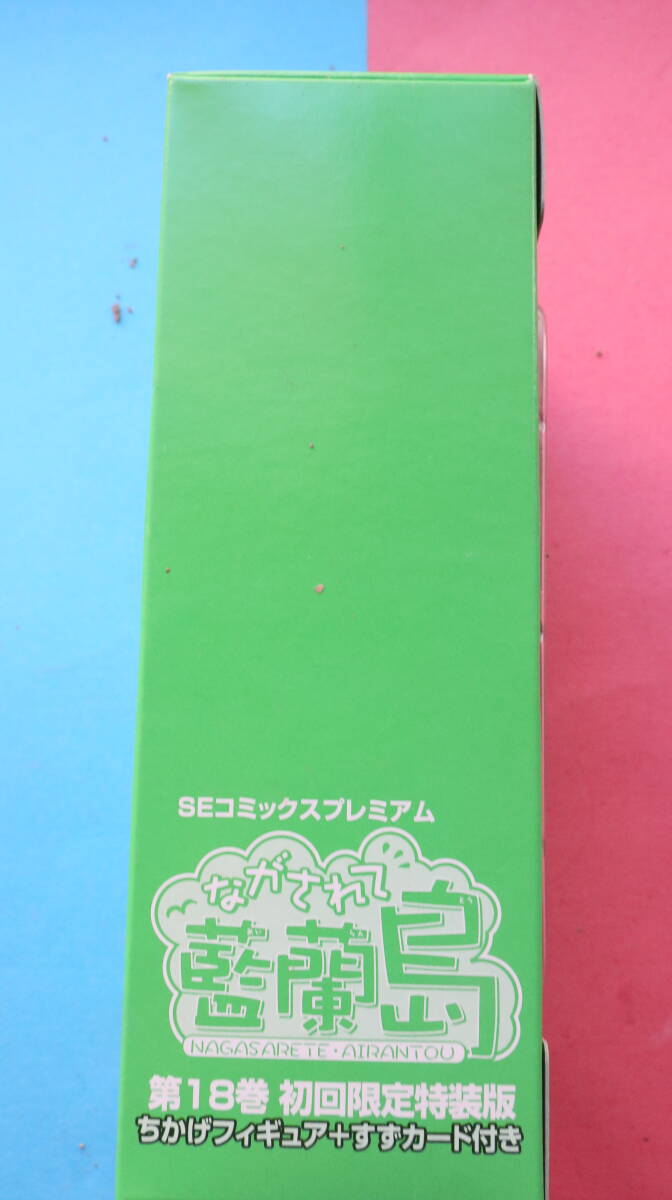 SEコミックスプレミアム
ながされて
藍蘭島
NAGASARETE・AIRANTOU
第18巻 初回限定特装版
ちかげフィギュア+すずカード付き